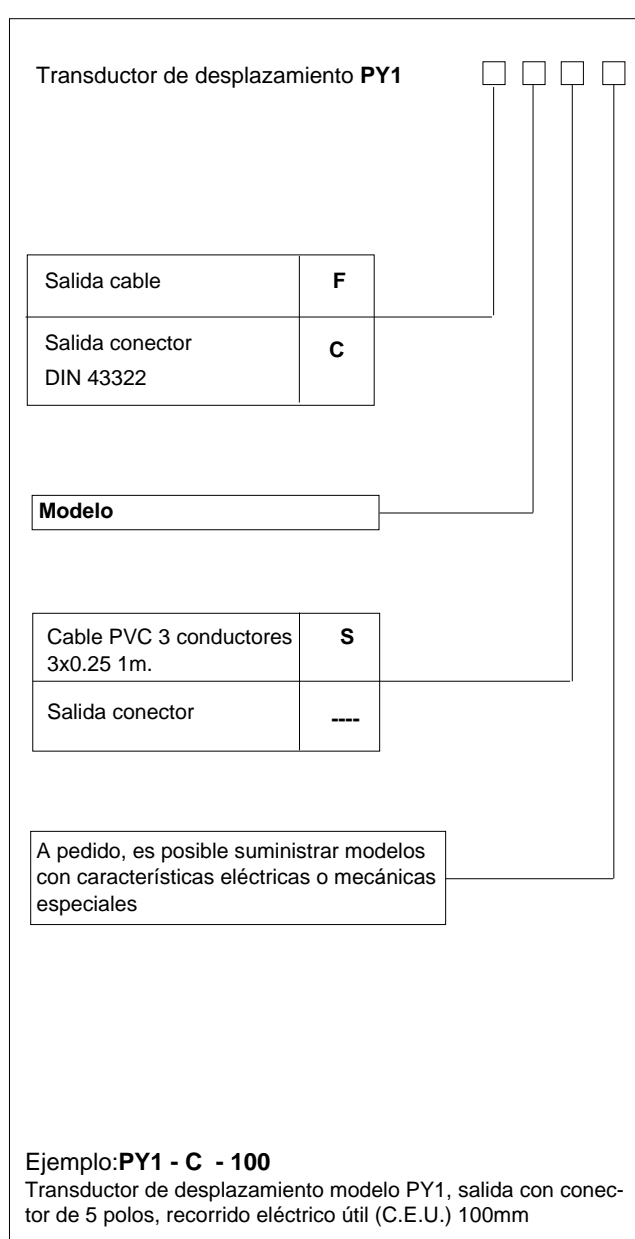 Transductor de desplazamiento PY1
Salida cable F
Salida conector
DIN 43322
C
Modelo
Cable PVC 3 conductores S
3x0.25 1m.
Salida conector ----
A pedido, es posible suministrar modelos
con características eléctricas o mecánicas
especiales
Ejemplo:PY1 - C - 100
Transductor de desplazamiento modelo PY1, salida con conec-
tor de 5 polos, recorrido eléctrico útil (C.E.U.) 100mm